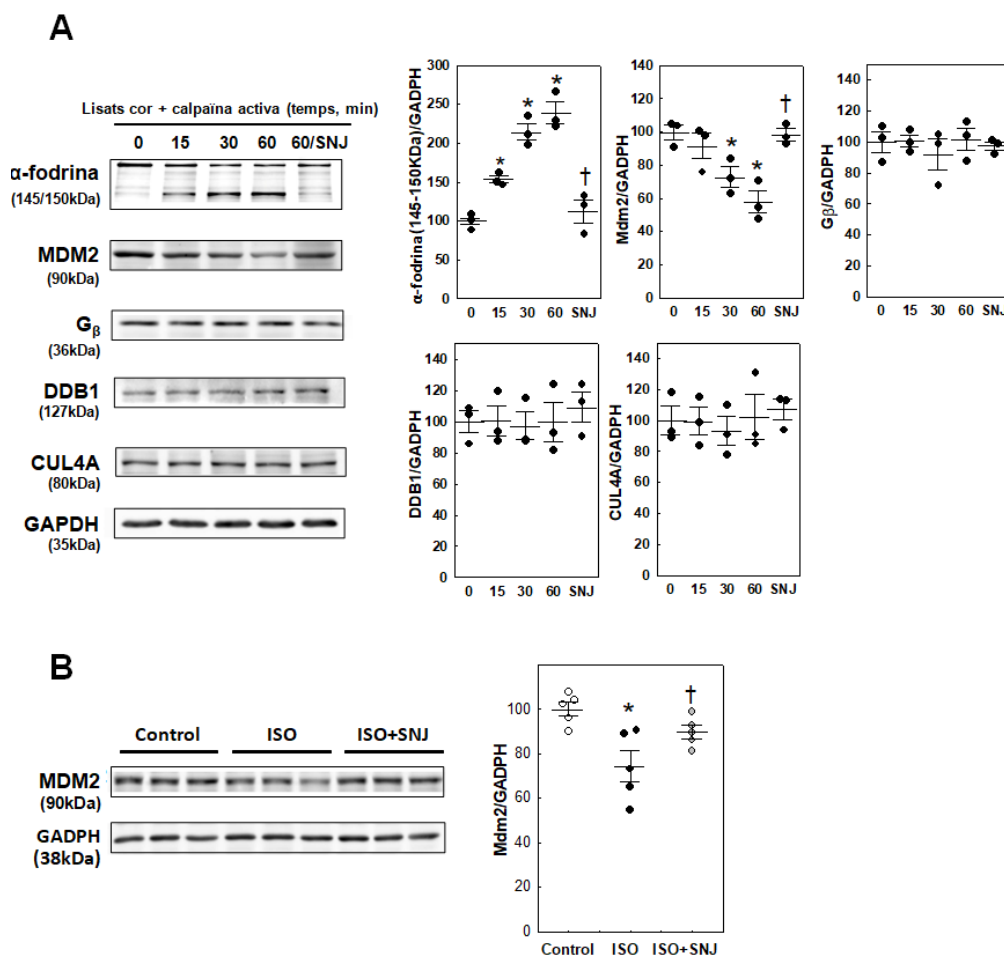 A
Lisats cor + calpaïna activa (temps, min)
0 15 30 60 60/SNJ
α-fodrina
(145/150kDa)
MDM2
(90kDa)
Gβ
(36kDa)
DDB1
(127kDa)
CUL4A
(80kDa)
GAPDH
(35kDa)
α-fodrina(145-150KDa)/GADPH
300
250
200
150
100
50
0
* * * †
0 15 30 60 SNJ
Mdm2/GADPH
140
120
100
80
60
40
20
0
* * †
0 15 30 60 SNJ
Gβ/GADPH
140
120
100
80
60
40
20
0
0 15 30 60 SNJ
DDB1/GADPH
140
120
100
80
60
40
20
0
0 15 30 60 SNJ
CUL4A/GADPH
140
120
100
80
60
40
20
0
0 15 30 60 SNJ
B
Control ISO ISO+SNJ
MDM2
(90kDa)
GADPH
(38kDa)
Mdm2/GADPH
100
80
60
40
20
0
* †
Control ISO ISO+SNJ